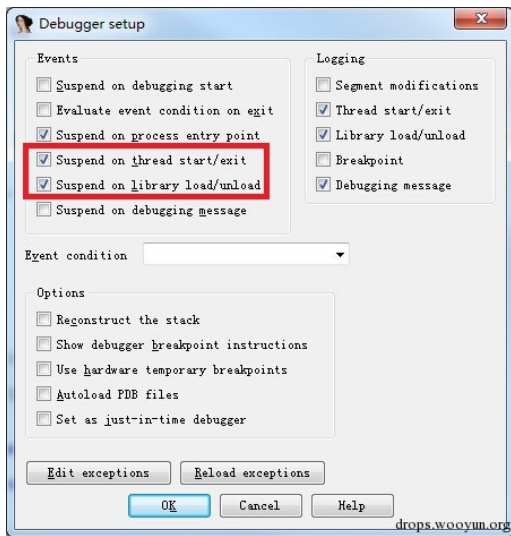 Debugger setup
Events
Suspend on debugging start
Evaluate event condition on exit
Suspend on process entry point
Suspend on thread start/exit
Suspend on library load/unload
Suspend on debugging message
Logging
Segment modifications
Thread start/exit
Library load/unload
Breakpoint
Debugging message
Event condition
Options
Reconstruct the stack
Show debugger breakpoint instructions
Use hardware temporary breakpoints
Autoload PDB files
Set as just-in-time debugger
Edit exceptions
Reload exceptions
OK
Cancel
Help
drops.wooyun.org